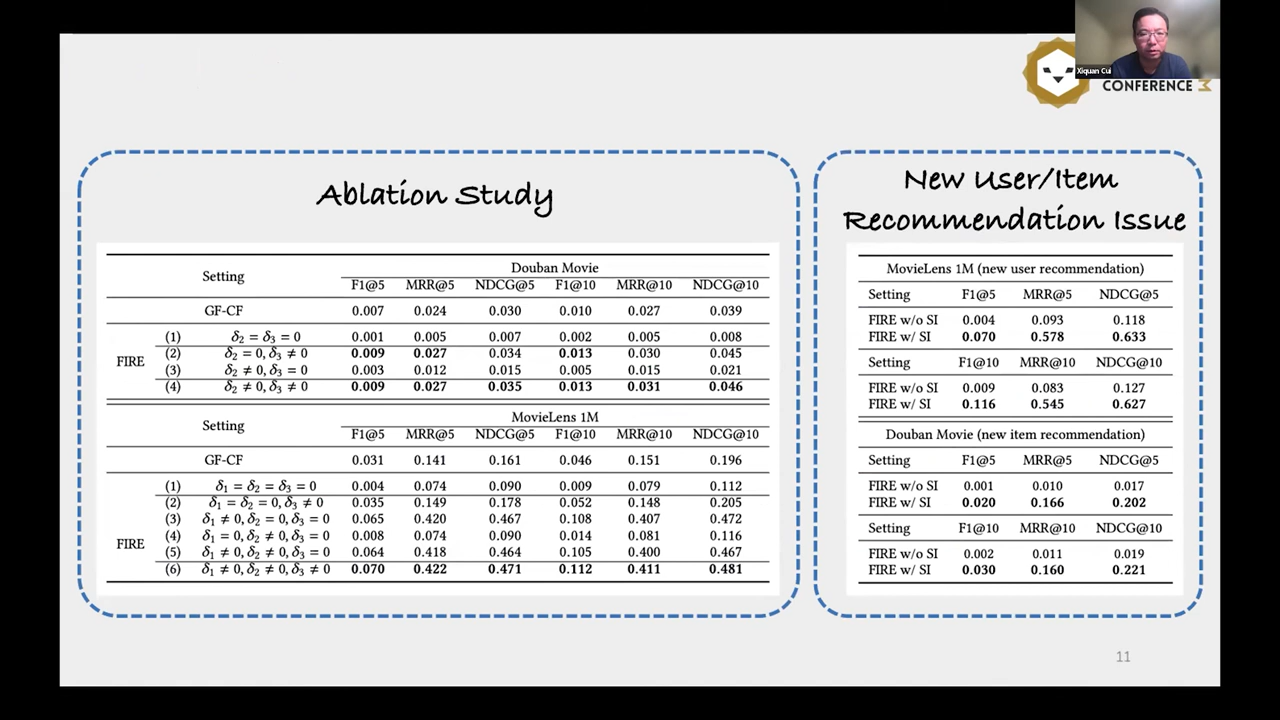 Xiquan Cui
CONFERENCE
Ablation Study
Setting Douban Movie
F1@5 MRR@5 NDCG@5 F1@10 MRR@10 NDCG@10
GF-CF 0.007 0.024 0.030 0.010 0.027 0.039
FIRE
(1) δ₂ = δ₃ = 0 0.001 0.005 0.007 0.002 0.005 0.008
(2) δ₂ = 0, δ₃ ≠ 0 0.009 0.027 0.034 0.013 0.030 0.045
(3) δ₂ ≠ 0, δ₃ = 0 0.003 0.012 0.015 0.005 0.015 0.021
(4) δ₂ ≠ 0, δ₃ ≠ 0 0.009 0.027 0.035 0.013 0.031 0.046
Setting MovieLens 1M
F1@5 MRR@5 NDCG@5 F1@10 MRR@10 NDCG@10
GF-CF 0.031 0.141 0.161 0.046 0.151 0.196
FIRE
(1) δ₁ = δ₂ = δ₃ = 0 0.004 0.074 0.090 0.009 0.079 0.112
(2) δ₁ = δ₂ = 0, δ₃ ≠ 0 0.035 0.149 0.178 0.052 0.148 0.205
(3) δ₁ ≠ 0, δ₂ = 0, δ₃ = 0 0.065 0.420 0.467 0.108 0.407 0.472
(4) δ₁ = 0, δ₂ ≠ 0, δ₃ = 0 0.008 0.074 0.090 0.014 0.081 0.116
(5) δ₁ ≠ 0, δ₂ ≠ 0, δ₃ = 0 0.064 0.418 0.464 0.105 0.400 0.467
(6) δ₁ ≠ 0, δ₂ ≠ 0, δ₃ ≠ 0 0.070 0.422 0.471 0.112 0.411 0.481
New User/Item
Recommendation Issue
MovieLens 1M (new user recommendation)
Setting F1@5 MRR@5 NDCG@5
FIRE w/o SI 0.004 0.093 0.118
FIRE w/ SI 0.070 0.578 0.633
Setting F1@10 MRR@10 NDCG@10
FIRE w/o SI 0.009 0.083 0.127
FIRE w/ SI 0.116 0.545 0.627
Douban Movie (new item recommendation)
Setting F1@5 MRR@5 NDCG@5
FIRE w/o SI 0.001 0.010 0.017
FIRE w/ SI 0.020 0.166 0.202
Setting F1@10 MRR@10 NDCG@10
FIRE w/o SI 0.002 0.011 0.019
FIRE w/ SI 0.030 0.160 0.221
11